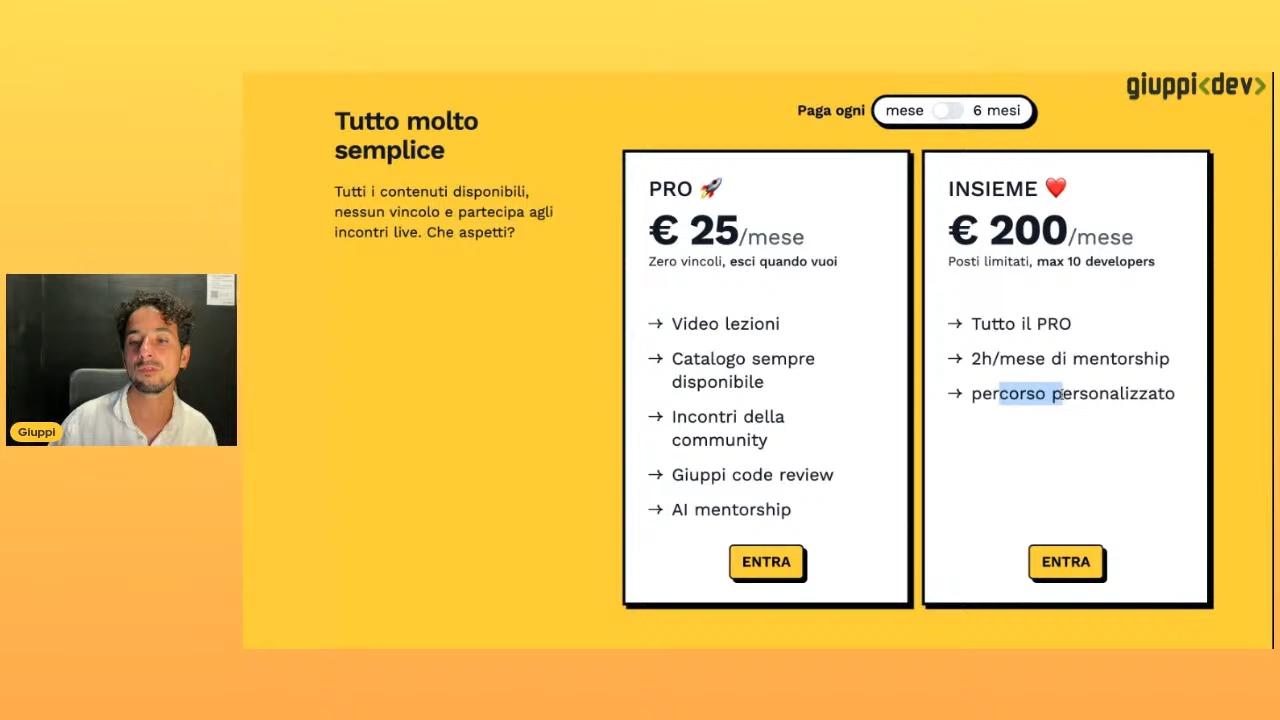 giuppi<dev>
Tutto molto
semplice
Tutti i contenuti disponibili,
nessun vincolo e partecipa agli
incontri live. Che aspetti?
Paga ogni mese 6 mesi
PRO 🚀
€ 25/mese
Zero vincoli, esci quando vuoi
→ Video lezioni
→ Catalogo sempre
disponibile
→ Incontri della
community
→ Giuppi code review
→ AI mentorship
ENTRA
INSIEME ❤️
€ 200/mese
Posti limitati, max 10 developers
→ Tutto il PRO
→ 2h/mese di mentorship
→ percorso personalizzato
ENTRA
Giuppi